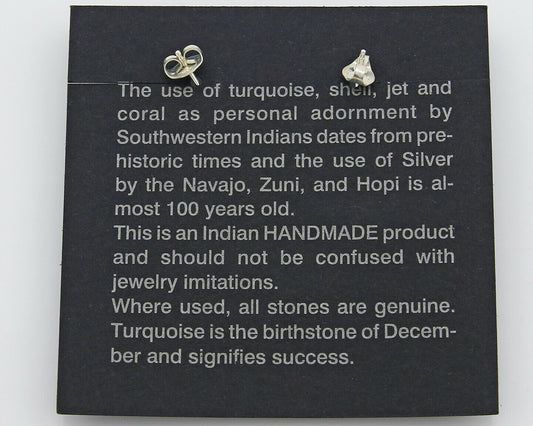 The use of turquoise, shell, jet and
coral as personal adornment by
Southwestern Indians dates from pre-
historic times and the use of Silver
by the Navajo, Zuni, and Hopi is al-
most 100 years old.
This is an Indian HANDMADE product
and should not be confused with
jewelry imitations.
Where used, all stones are genuine.
Turquoise is the birthstone of Decem-
ber and signifies success.